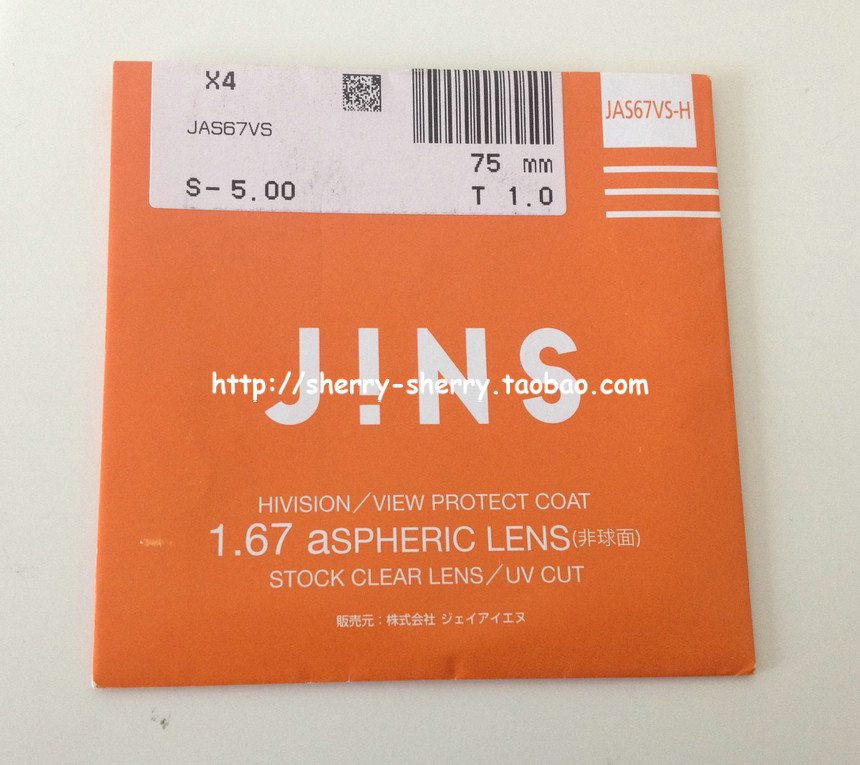 X4
JAS67VS
75 mm
S- 5.00
T 1.0
JAS67VS-H
J!NS
http://sherry-sherry.taobao.com
HIVISION/VIEW PROTECT COAT
1.67 aSPHERIC LENS(非球面)
STOCK CLEAR LENS/UV CUT
販売元:株式会社 ジェイアイエヌ